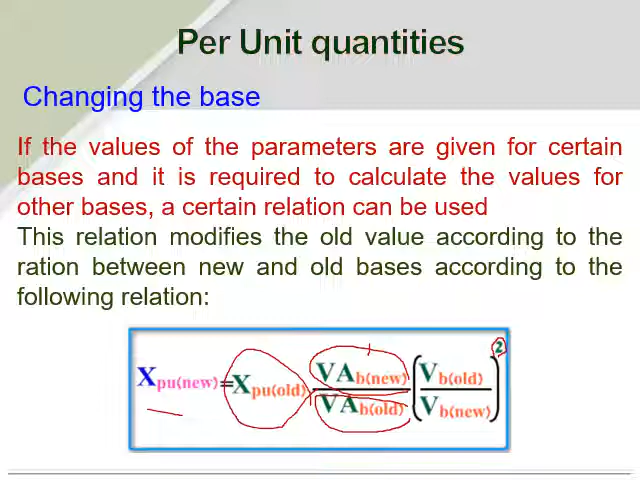 Per Unit quantities
Changing the base
If the values of the parameters are given for certain
bases and it is required to calculate the values for
other bases, a certain relation can be used
This relation modifies the old value according to the
ration between new and old bases according to the
following relation:
X_pu(new) = X_pu(old) VA_b(new) / VA_b(old) (V_b(old) / V_b(new))^2